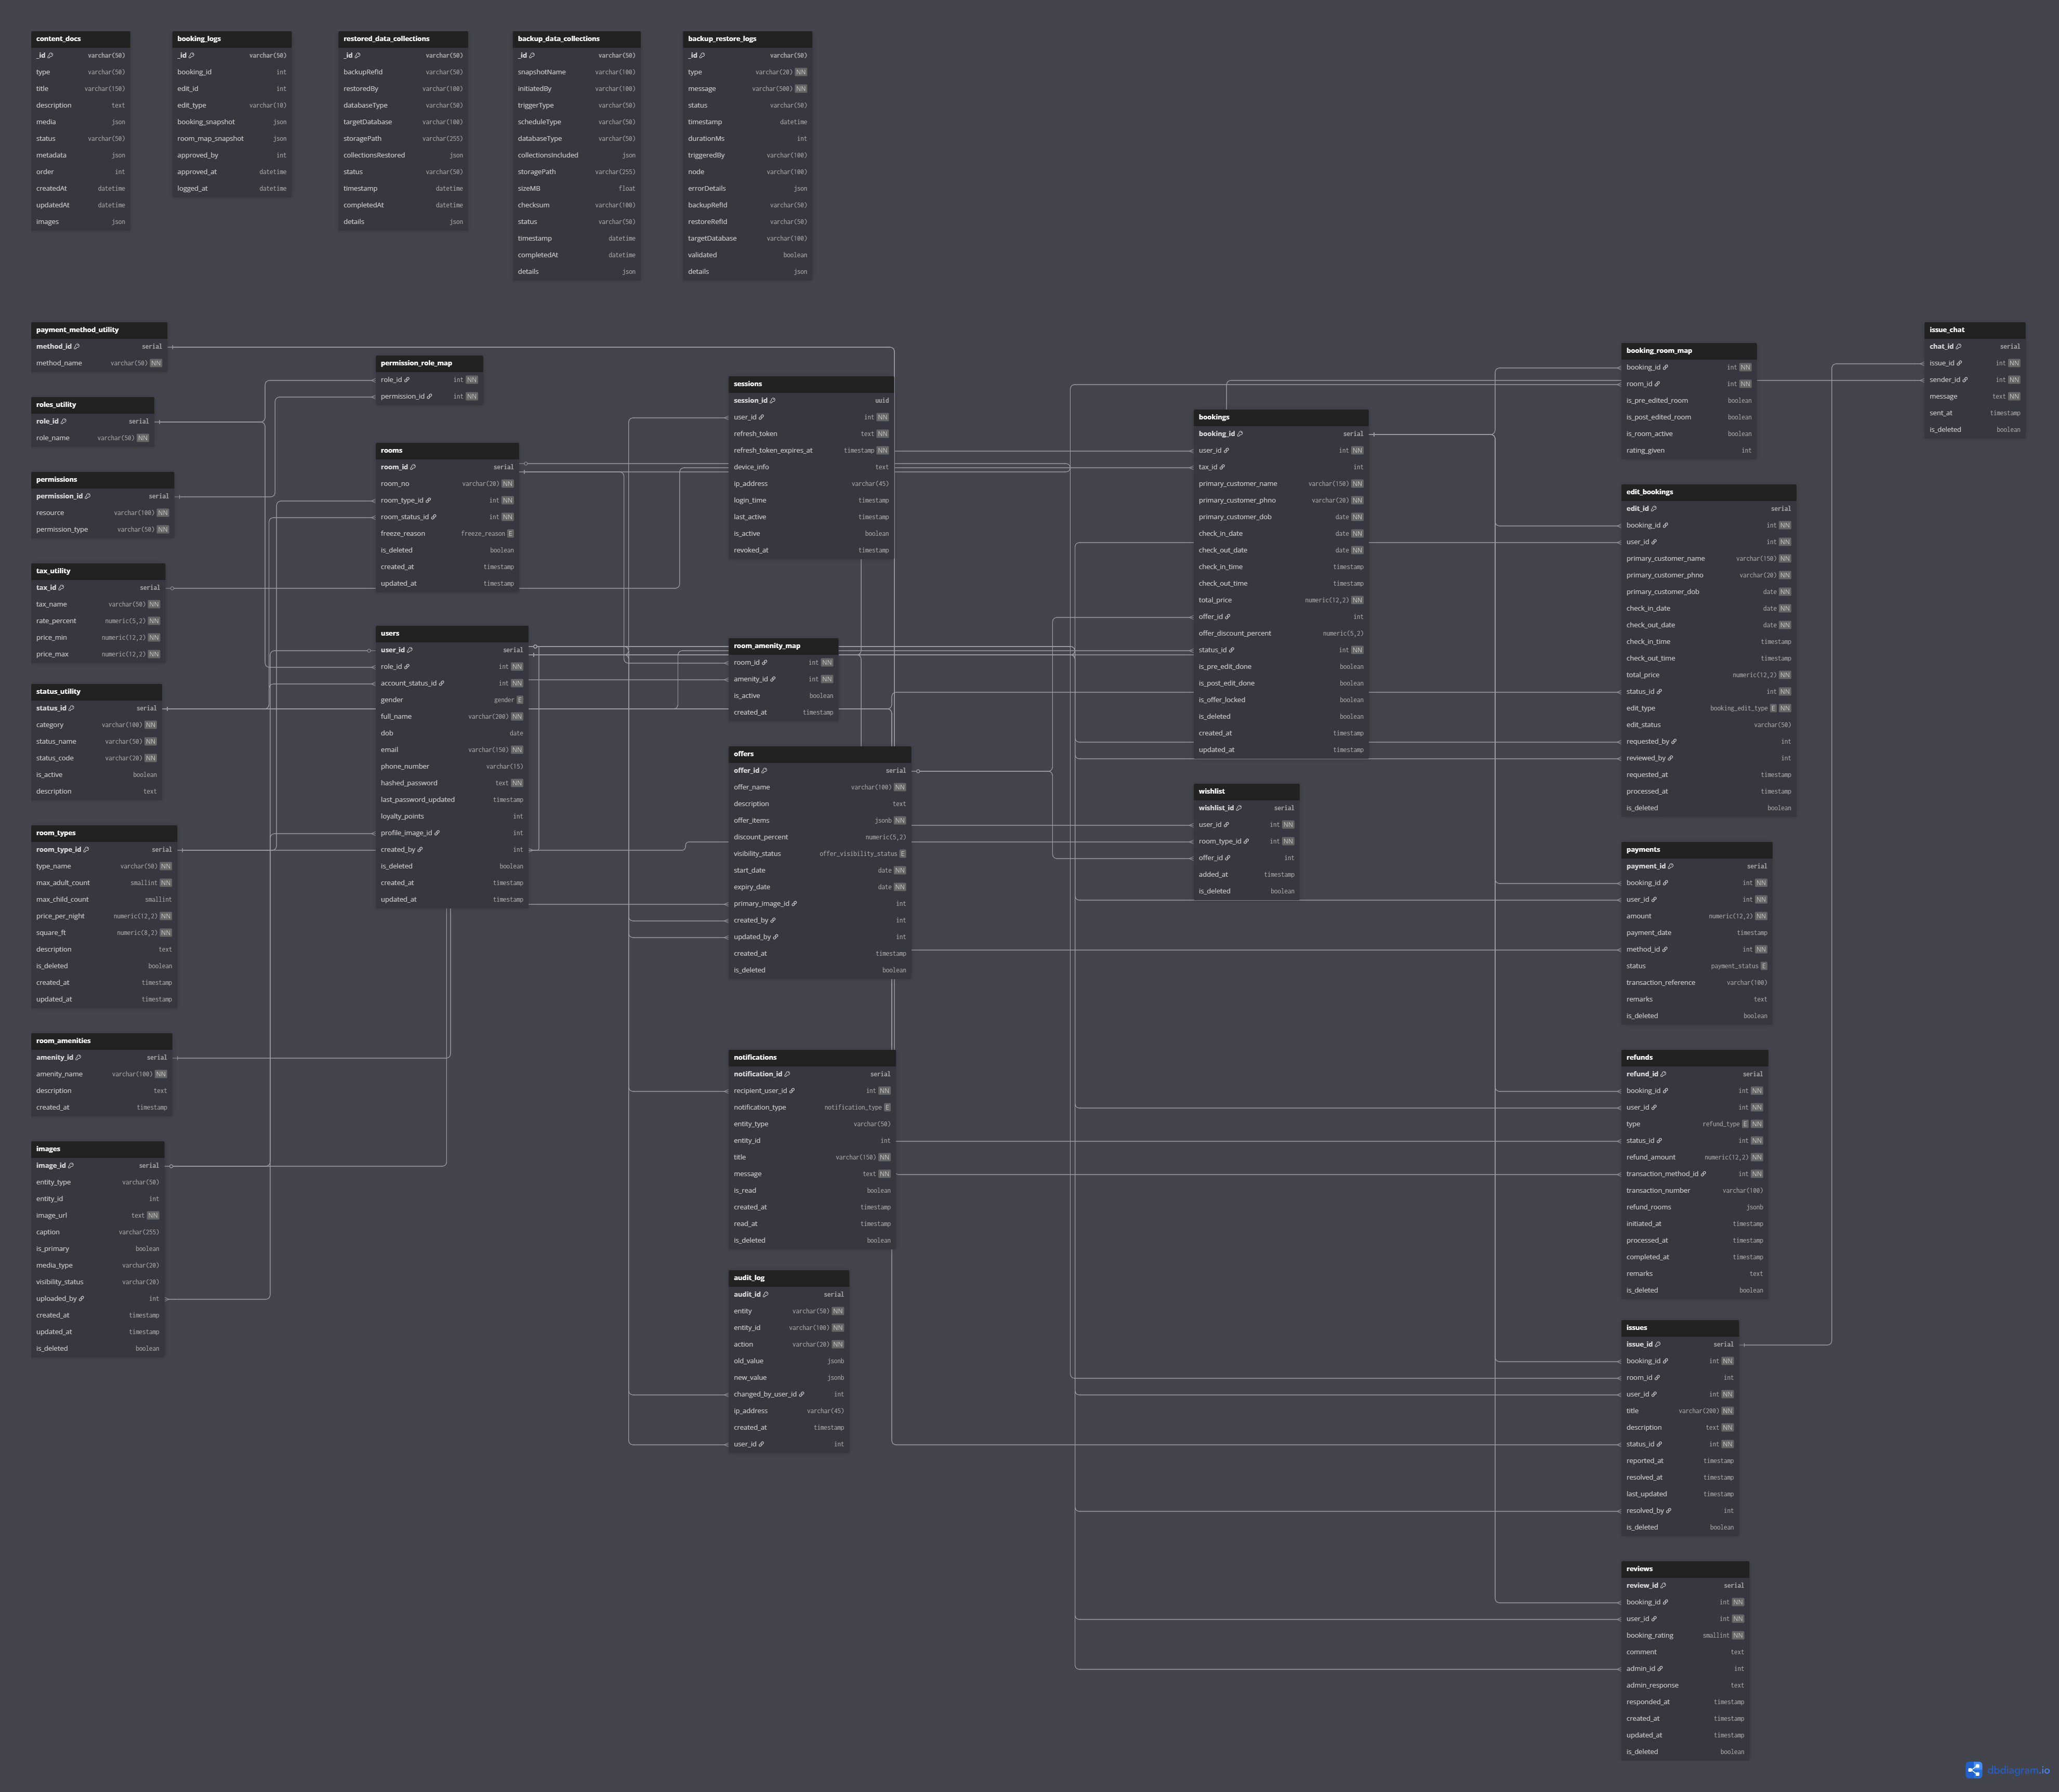 content_docs
_id varchar(50)
type varchar(50)
title varchar(150)
description text
media json
status varchar(50)
metadata json
order int
createdAt datetime
updatedAt datetime
images json
booking_logs
_id varchar(50)
booking_id int
edit_id int
edit_type varchar(10)
booking_snapshot json
room_map_snapshot json
approved_by int
approved_at datetime
logged_at datetime
restored_data_collections
_id varchar(50)
backupRefId varchar(50)
restoredBy varchar(100)
databaseType varchar(50)
targetDatabase varchar(100)
storagePath varchar(255)
collectionsRestored json
status varchar(50)
timestamp datetime
completedAt datetime
details json
backup_data_collections
_id varchar(50)
snapshotName varchar(100)
initiatedBy varchar(100)
triggerType varchar(50)
scheduleType varchar(50)
databaseType varchar(50)
collectionsIncluded json
storagePath varchar(255)
sizeMB float
checksum varchar(100)
status varchar(50)
timestamp datetime
completedAt datetime
details json
backup_restore_logs
_id varchar(50)
type varchar(20) NN
message varchar(500) NN
status varchar(50)
timestamp datetime
durationMs int
triggeredBy varchar(100)
node varchar(100)
errorDetails json
backupRefId varchar(50)
restoreRefId varchar(50)
targetDatabase varchar(100)
validated boolean
details json
payment_method_utility
method_id serial
method_name varchar(50) NN
roles_utility
role_id serial
role_name varchar(50) NN
permissions
permission_id serial
resource varchar(100) NN
permission_type varchar(50) NN
tax_utility
tax_id serial
tax_name varchar(50) NN
rate_percent numeric(5,2) NN
price_min numeric(12,2) NN
price_max numeric(12,2) NN
status_utility
status_id serial
category varchar(100) NN
status_name varchar(50) NN
status_code varchar(20) NN
is_active boolean
description text
room_types
room_type_id serial
type_name varchar(50) NN
max_adult_count smallint NN
max_child_count smallint
price_per_night numeric(12,2) NN
square_ft numeric(8,2) NN
description text
is_deleted boolean
created_at timestamp
updated_at timestamp
room_amenities
amenity_id serial
amenity_name varchar(100) NN
description text
created_at timestamp
images
image_id serial
entity_type varchar(50)
entity_id int
image_url text NN
caption varchar(255)
is_primary boolean
media_type varchar(20)
visibility_status varchar(20)
uploaded_by int
created_at timestamp
updated_at timestamp
is_deleted boolean
permission_role_map
role_id int NN
permission_id int NN
rooms
room_id serial
room_no varchar(20) NN
room_type_id int NN
room_status_id int NN
freeze_reason freeze_reason E
is_deleted boolean
created_at timestamp
updated_at timestamp
users
user_id serial
role_id int NN
account_status_id int NN
gender gender E
full_name varchar(200) NN
dob date
email varchar(150) NN
phone_number varchar(15)
hashed_password text NN
last_password_updated timestamp
loyalty_points int
profile_image_id int
created_by int
is_deleted boolean
created_at timestamp
updated_at timestamp
sessions
session_id uuid
user_id int NN
refresh_token text NN
refresh_token_expires_at timestamp NN
device_info text
ip_address varchar(45)
login_time timestamp
last_active timestamp
is_active boolean
revoked_at timestamp
room_amenity_map
room_id int NN
amenity_id int NN
is_active boolean
created_at timestamp
offers
offer_id serial
offer_name varchar(100) NN
description text
offer_items jsonb NN
discount_percent numeric(5,2)
visibility_status offer_visibility_status E
start_date date NN
expiry_date date NN
primary_image_id int
created_by int
updated_by int
created_at timestamp
is_deleted boolean
notifications
notification_id serial
recipient_user_id int NN
notification_type notification_type E
entity_type varchar(50)
entity_id int
title varchar(150) NN
message text NN
is_read boolean
created_at timestamp
read_at timestamp
is_deleted boolean
audit_log
audit_id serial
entity varchar(50) NN
entity_id varchar(100) NN
action varchar(20) NN
old_value jsonb
new_value jsonb
changed_by_user_id int
ip_address varchar(45)
created_at timestamp
user_id int
bookings
booking_id serial
user_id int NN
tax_id int
primary_customer_name varchar(150) NN
primary_customer_phno varchar(20) NN
primary_customer_dob date NN
check_in_date date NN
check_out_date date NN
check_in_time timestamp
check_out_time timestamp
total_price numeric(12,2) NN
offer_id int
offer_discount_percent numeric(5,2)
status_id int NN
is_pre_edit_done boolean
is_post_edit_done boolean
is_offer_locked boolean
is_deleted boolean
created_at timestamp
updated_at timestamp
wishlist
wishlist_id serial
user_id int NN
room_type_id int NN
offer_id int
added_at timestamp
is_deleted boolean
booking_room_map
booking_id int NN
room_id int NN
is_pre_edited_room boolean
is_post_edited_room boolean
is_room_active boolean
rating_given int
edit_bookings
edit_id serial
booking_id int NN
user_id int NN
primary_customer_name varchar(150) NN
primary_customer_phno varchar(20) NN
primary_customer_dob date NN
check_in_date date NN
check_out_date date NN
check_in_time timestamp
check_out_time timestamp
total_price numeric(12,2) NN
status_id int NN
edit_type booking_edit_type E NN
edit_status varchar(50)
requested_by int
reviewed_by int
requested_at timestamp
processed_at timestamp
is_deleted boolean
payments
payment_id serial
booking_id int NN
user_id int NN
amount numeric(12,2) NN
payment_date timestamp
method_id int NN
status payment_status E
transaction_reference varchar(100)
remarks text
is_deleted boolean
refunds
refund_id serial
booking_id int NN
user_id int NN
type refund_type E NN
status_id int NN
refund_amount numeric(12,2) NN
transaction_method_id int NN
transaction_number varchar(100)
refund_rooms jsonb
initiated_at timestamp
processed_at timestamp
completed_at timestamp
remarks text
is_deleted boolean
issues
issue_id serial
booking_id int NN
room_id int
user_id int NN
title varchar(200) NN
description text NN
status_id int NN
reported_at timestamp
resolved_at timestamp
last_updated timestamp
resolved_by int
is_deleted boolean
reviews
review_id serial
booking_id int NN
user_id int NN
booking_rating smallint NN
comment text
admin_id int
admin_response text
responded_at timestamp
created_at timestamp
updated_at timestamp
is_deleted boolean
issue_chat
chat_id serial
issue_id int NN
sender_id int NN
message text NN
sent_at timestamp
is_deleted boolean
dbdiagram.io